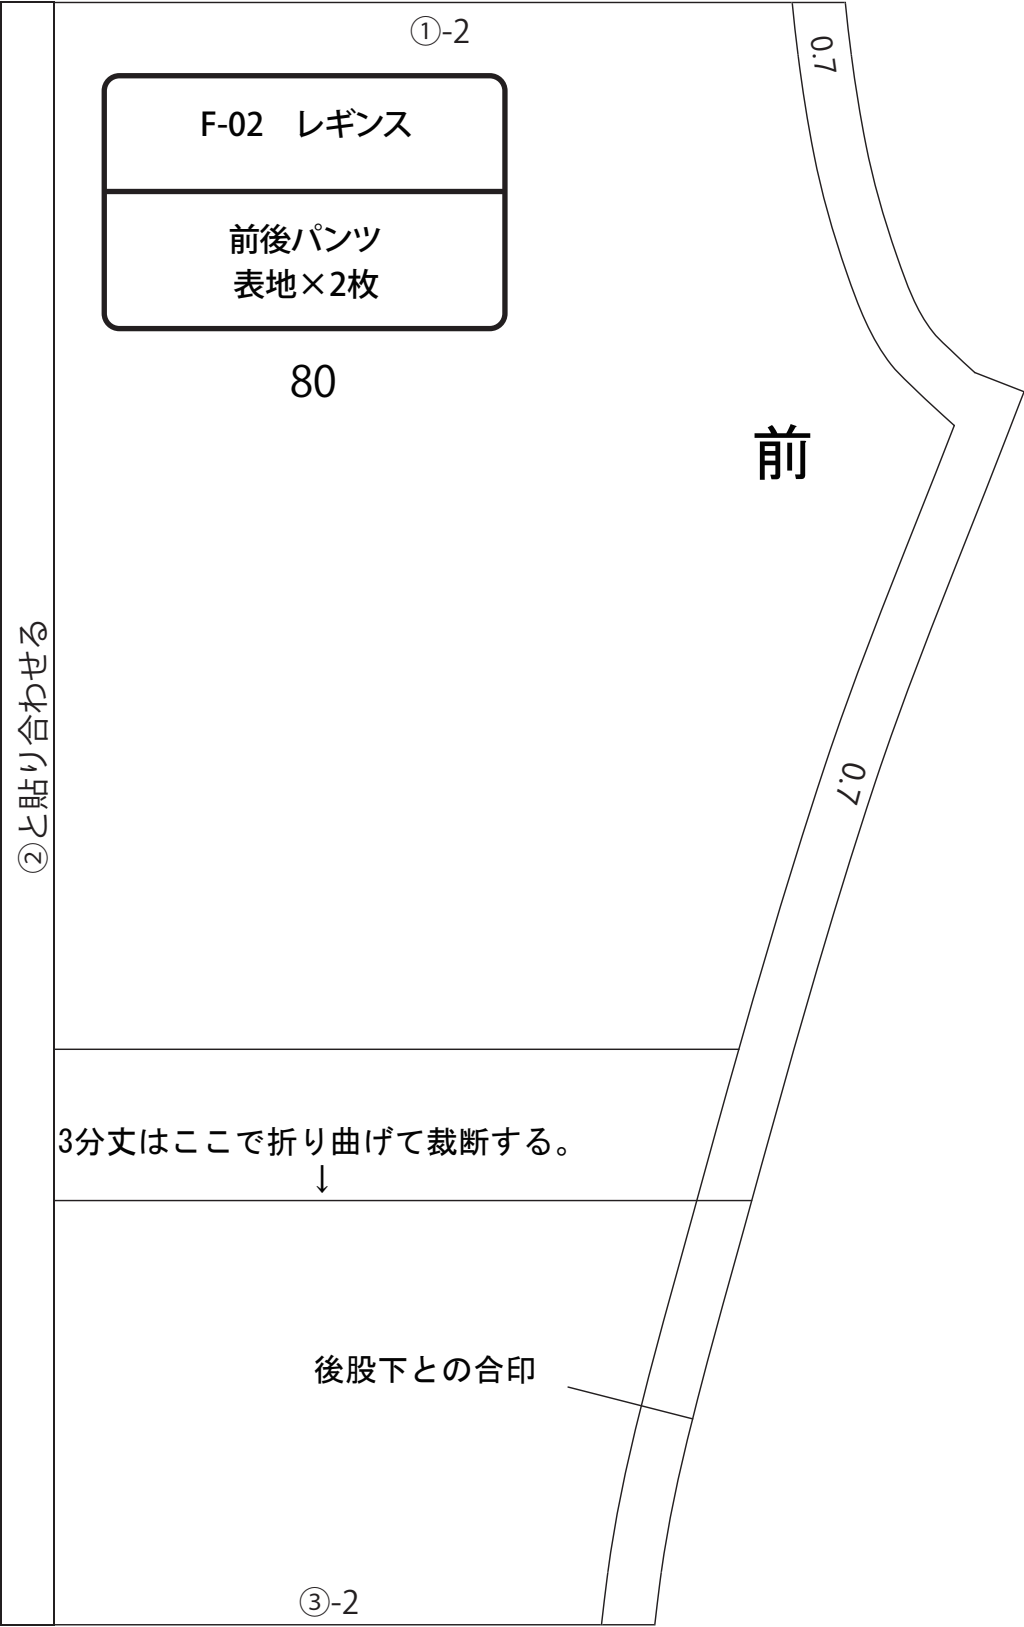 ①-2
0.7
F-02　レギンス
前後パンツ
表地×2枚
80
前
②と貼り合わせる
0.7
3分丈はここで折り曲げて裁断する。
↓
後股下との合印
③-2